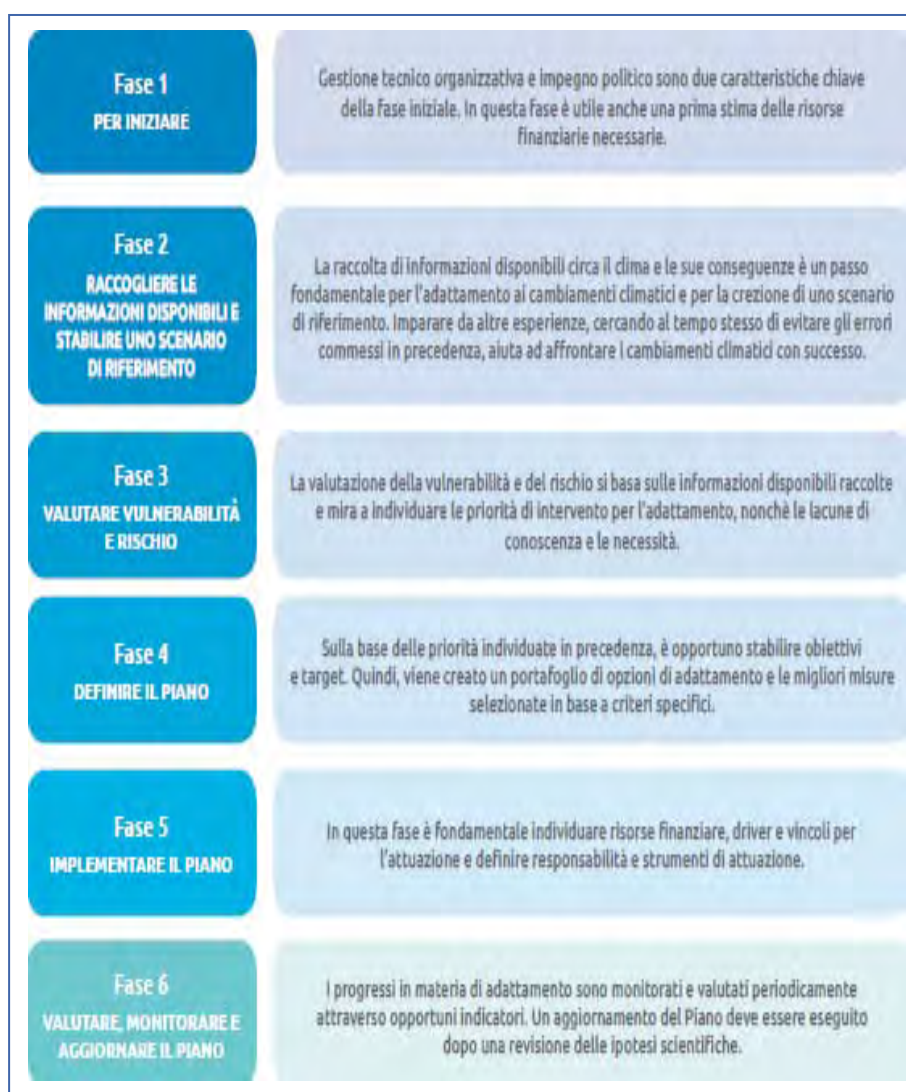 Fase 1
PER INIZIARE
Gestione tecnico organizzativa e impegno politico sono due caratteristiche chiave
della fase iniziale. In questa fase è utile anche una prima stima delle risorse
finanziarie necessarie.
Fase 2
RACCOGLIERE LE
INFORMAZIONI DISPONIBILI E
STABILIRE UNO SCENARIO
DI RIFERIMENTO
La raccolta di informazioni disponibili circa il clima e le sue conseguenze è un passo
fondamentale per l'adattamento ai cambiamenti climatici e per la crezione di uno scenario
di riferimento. Imparare da altre esperienze, cercando al tempo stesso di evitare gli errori
commessi in precedenza, aiuta ad affrontare i cambiamenti climatici con successo.
Fase 3
VALUTARE VULNERABILITÀ
E RISCHIO
La valutazione della vulnerabilità e del rischio si basa sulle informazioni disponibili raccolte
e mira a individuare le priorità di intervento per l'adattamento, nonchè le lacune di
conoscenza e le necessità.
Fase 4
DEFINIRE IL PIANO
Sulla base delle priorità individuate in precedenza, è opportuno stabilire obiettivi
e target. Quindi, viene creato un portafoglio di opzioni di adattamento e le migliori misure
selezionate in base a criteri specifici.
Fase 5
IMPLEMENTARE IL PIANO
In questa fase è fondamentale individuare risorse finanziare, driver e vincoli per
l'attuazione e definire responsabilità e strumenti di attuazione.
Fase 6
VALUTARE, MONITORARE E
AGGIORNARE IL PIANO
I progressi in materia di adattamento sono monitorati e valutati periodicamente
attraverso opportuni indicatori. Un aggiornamento del Piano deve essere eseguito
dopo una revisione delle ipotesi scientifiche.